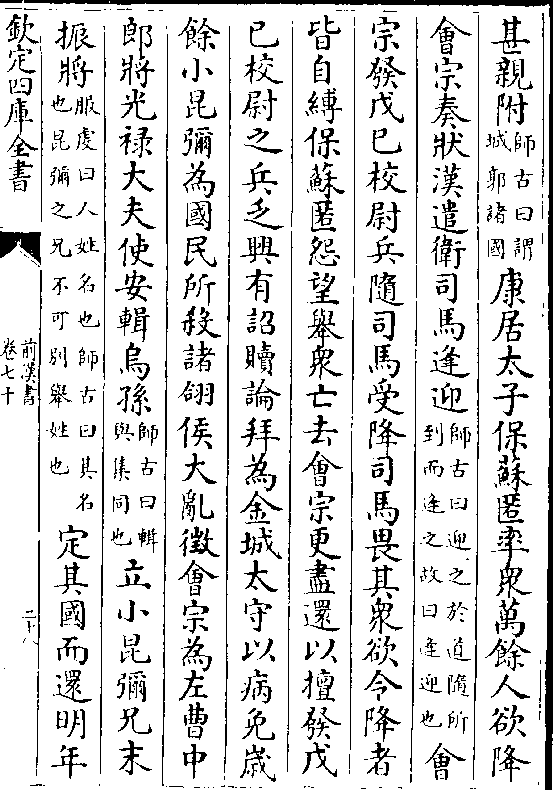 甚親附師古曰謂城郭諸國康居太子保蘇匿率衆萬餘人欲降
會宗奏狀漢遣衛司馬逢迎師古曰迎之於道隨所到而逢之故曰逢迎也會
宗發戊已校尉兵隨司馬受降司馬畏其衆欲令降者
皆自縛保蘇匿怨望舉衆亡去會宗更盡還以擅發戊
已校尉之兵乏興有詔贖論拜為金城太守以病免歳
餘小昆彌為國民所殺諸翖侯大亂徴會宗為左曹中
郎將光禄大夫使安輯烏孫師古曰輯與集同也立小昆彌兄末
振將服虔曰人姓名也師古曰其名也昆彌之兄不可别舉姓也定其國而還明年
欽定四庫全書
前漢書
卷七十
二十八